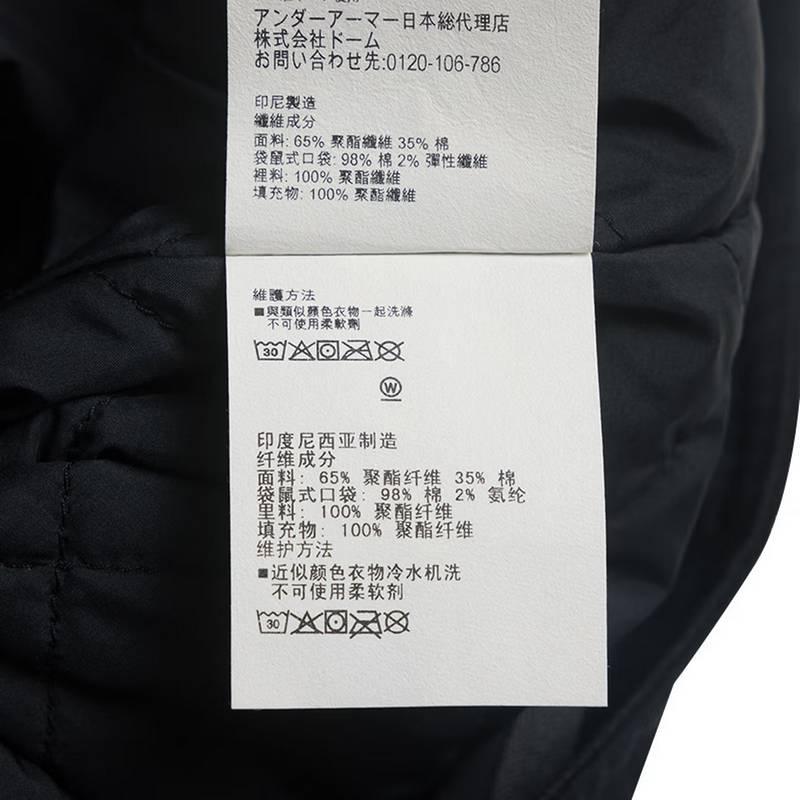 アンダーアーマー日本総代理店
株式会社ドーム
お問い合わせ先:0120-106-786
印尼製造
纖維成分
面料: 65% 聚酯纖維 35% 棉
袋鼠式口袋: 98% 棉 2% 彈性纖維
裡料: 100% 聚酯纖維
填充物: 100% 聚酯纖維
維護方法
■與類似顏色衣物一起洗滌
不可使用柔軟劑
30
W
印度尼西亚制造
纤维成分
面料: 65% 聚酯纤维 35% 棉
袋鼠式口袋: 98% 棉 2% 氨纶
里料: 100% 聚酯纤维
填充物: 100% 聚酯纤维
维护方法
■近似颜色衣物冷水机洗
不可使用柔软剂
30